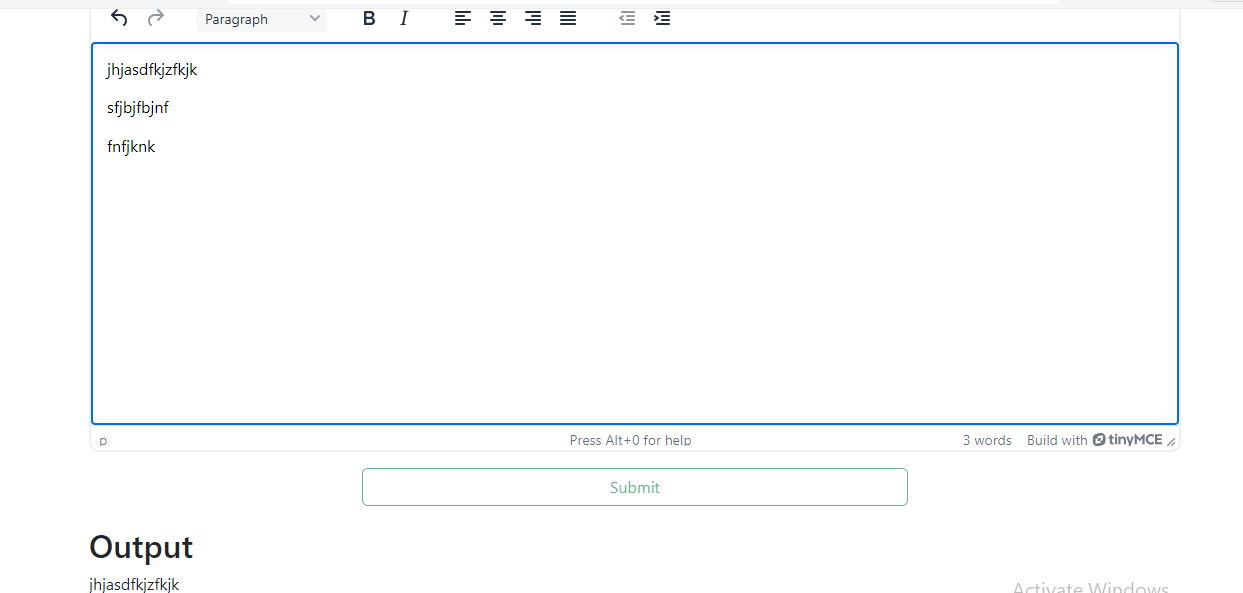 Paragraph B I
jhjasdfkjzfkjk
sfjbjfbjnf
fnfjknk
p Press Alt+0 for help 3 words Build with tinyMCE
Submit
Output
jhjasdfkjzfkjk
Activate Windows